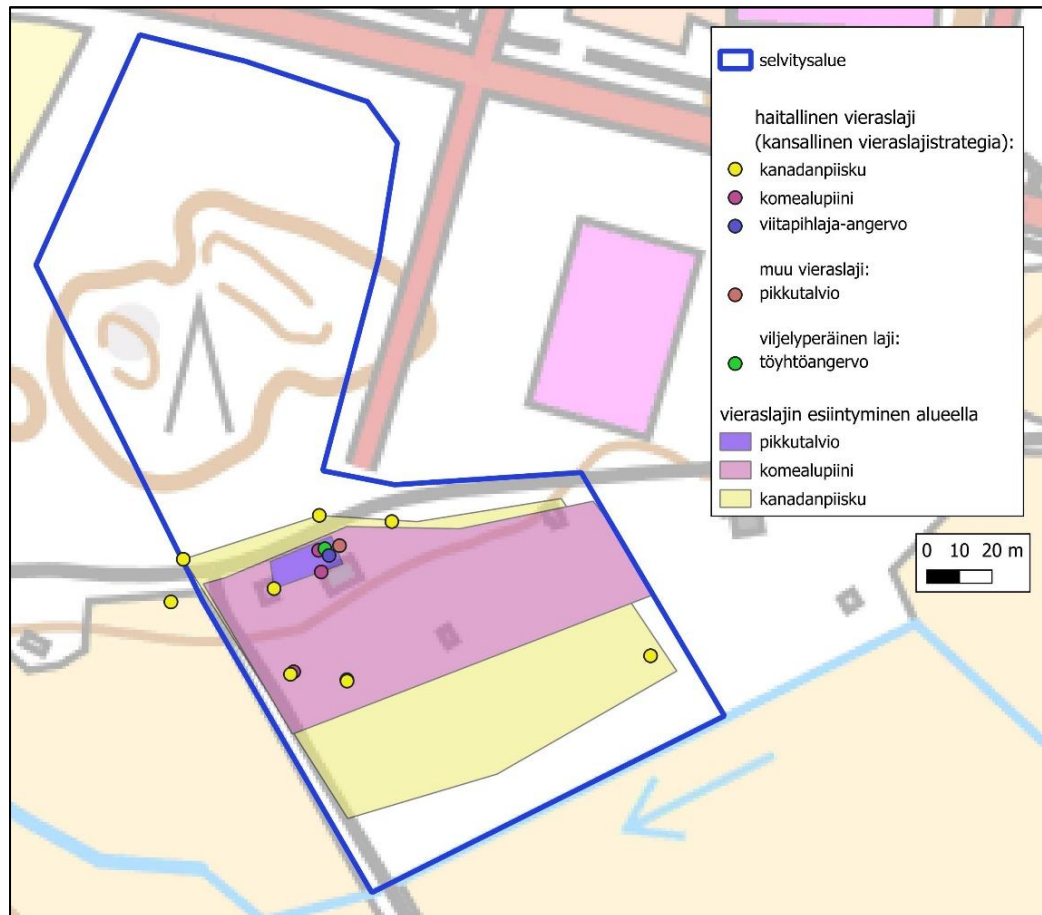 selvitysalue
haitallinen vieraslaji
(kansallinen vieraslajistrategia):
kanadanpiisku
komealupiini
viitapihlaja-angervo
muu vieraslaji:
pikkutalvio
viljelyperäinen laji:
töyhtöangervo
vieraslajin esiintyminen alueella
pikkutalvio
komealupiini
kanadanpiisku
0 10 20 m